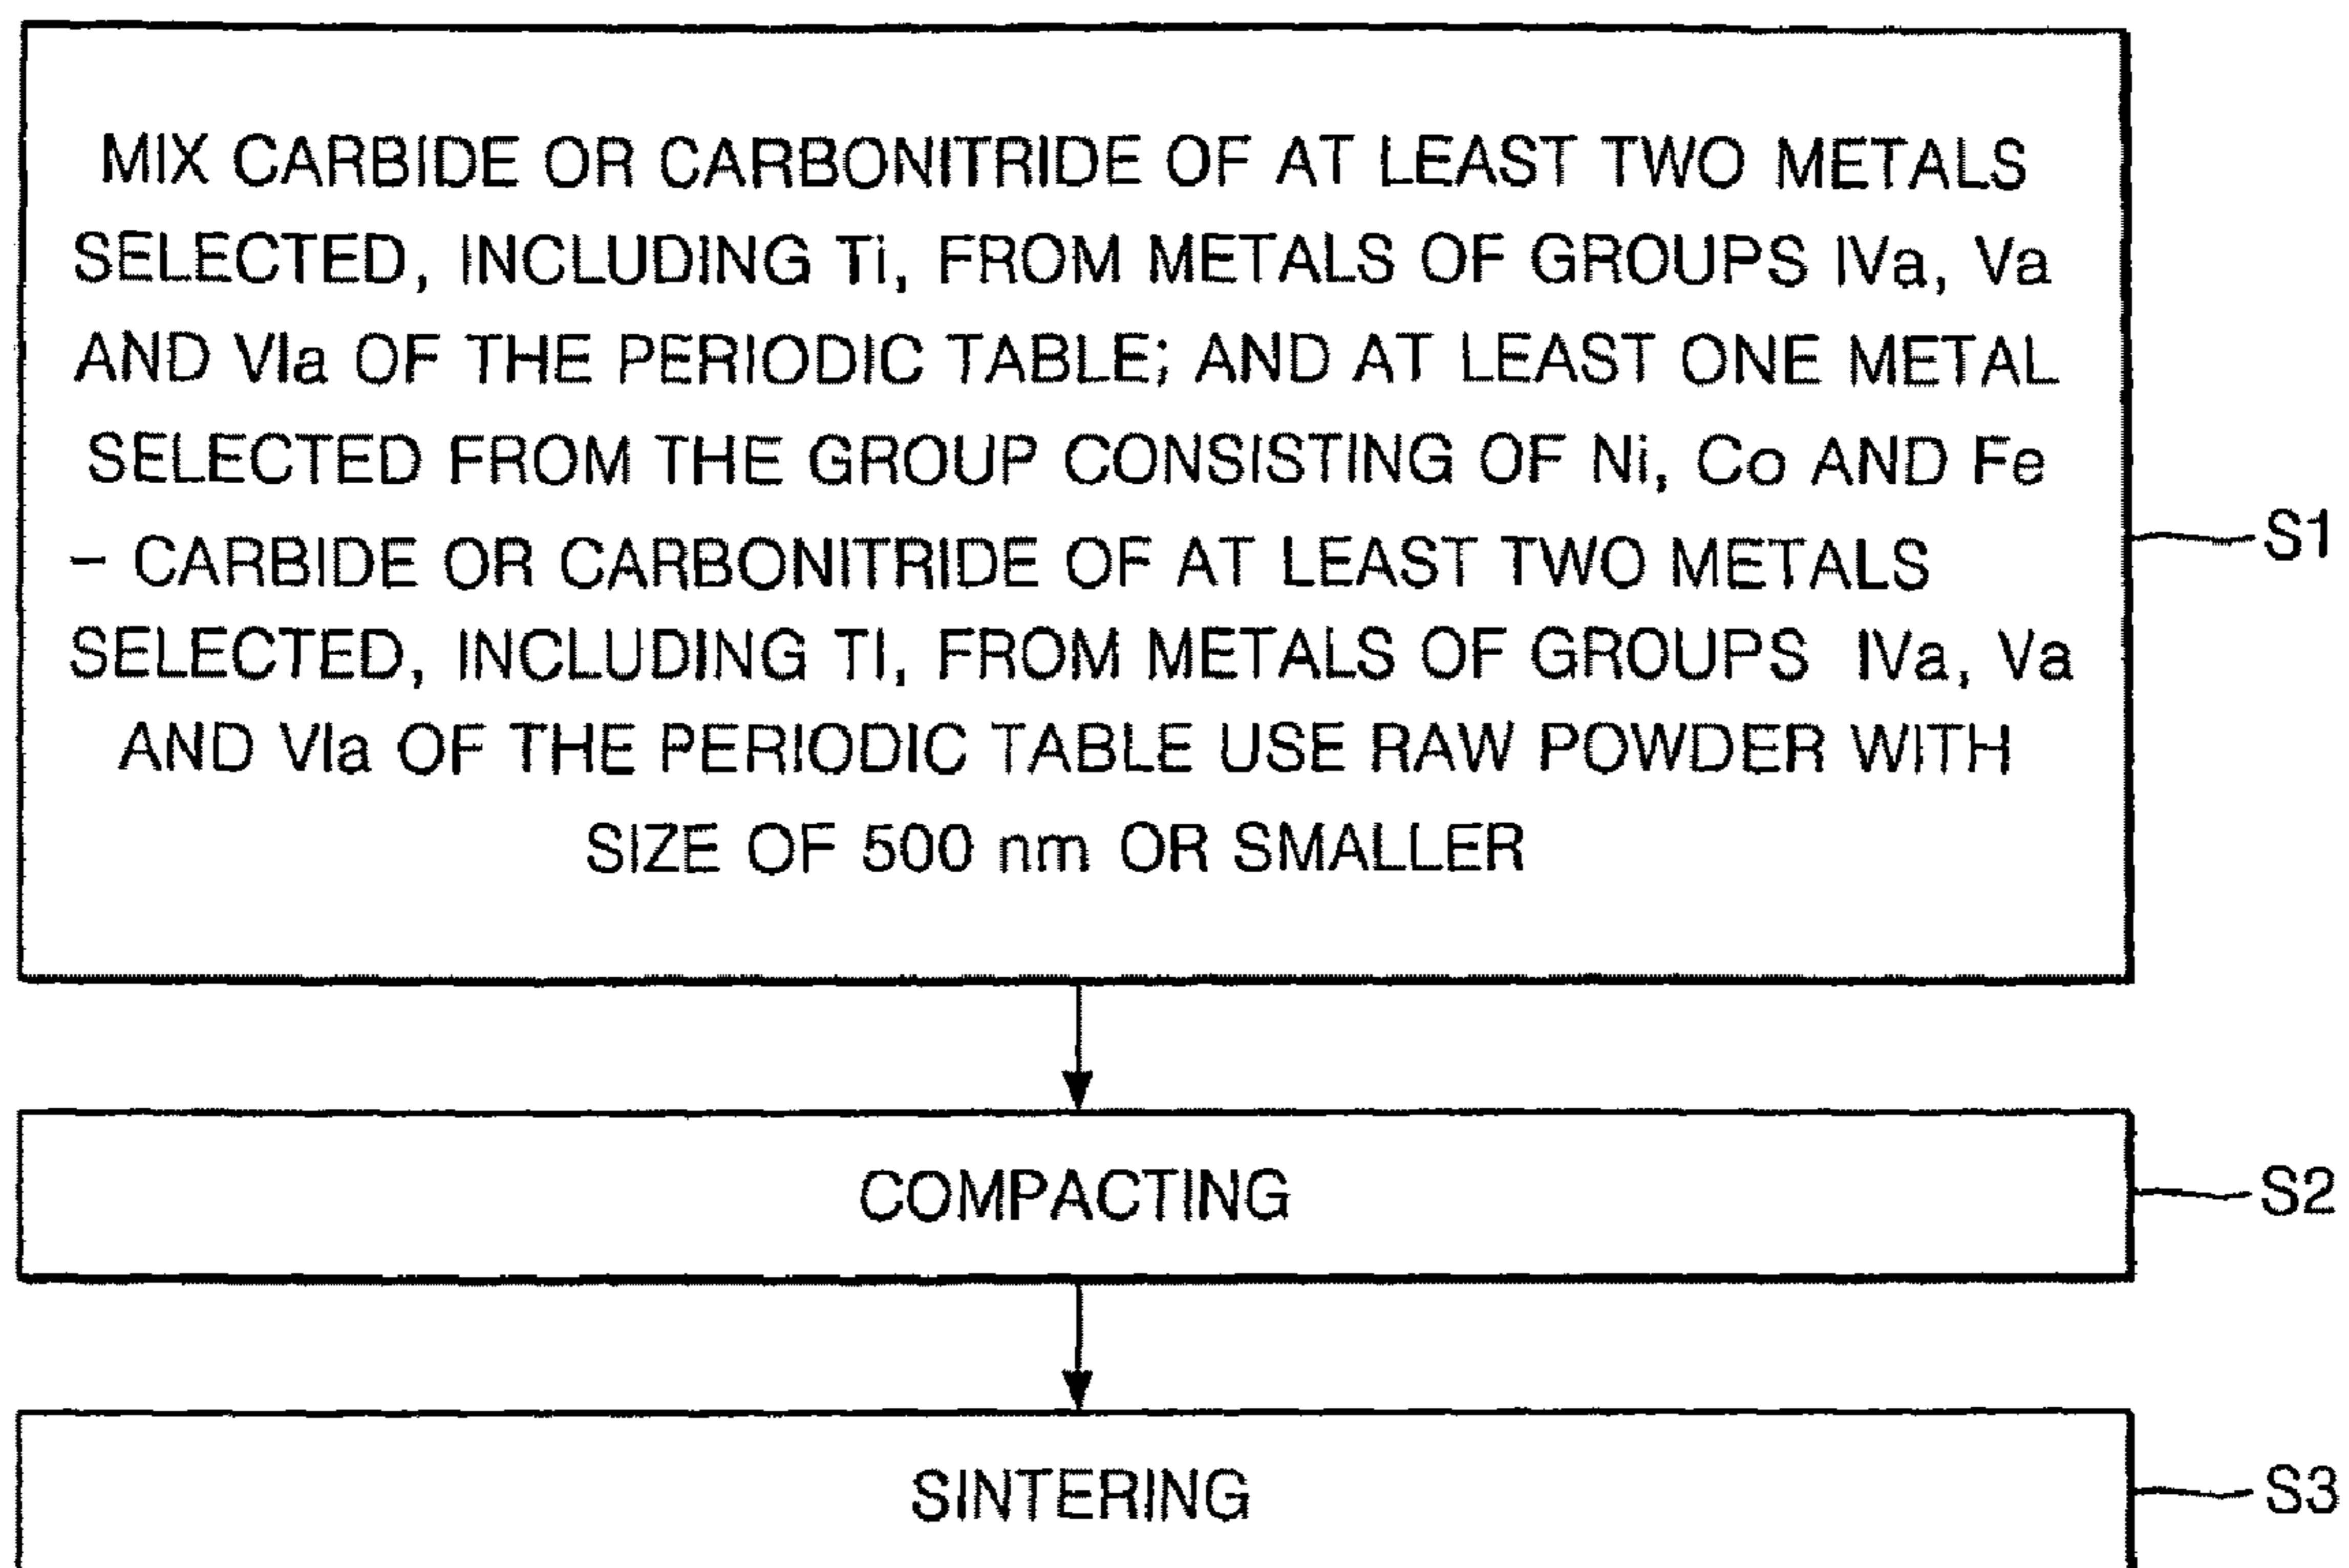 MIX CARBIDE OR CARBONITRIDE OF AT LEAST TWO METALS
SELECTED, INCLUDING Ti, FROM METALS OF GROUPS IVa, Va
AND VIa OF THE PERIODIC TABLE; AND AT LEAST ONE METAL
SELECTED FROM THE GROUP CONSISTING OF Ni, Co AND Fe
– CARBIDE OR CARBONITRIDE OF AT LEAST TWO METALS
SELECTED, INCLUDING TI, FROM METALS OF GROUPS IVa, Va
AND VIa OF THE PERIODIC TABLE USE RAW POWDER WITH
SIZE OF 500 nm OR SMALLER
S1
COMPACTING
S2
SINTERING
S3